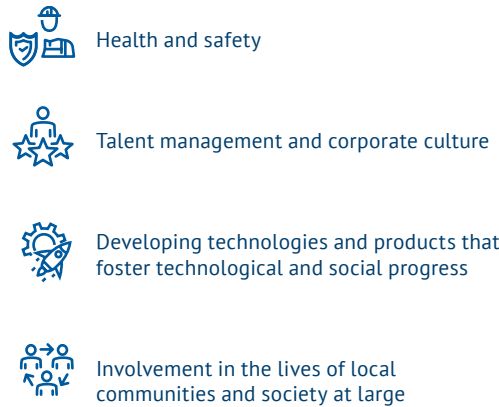 Health and safety
Talent management and corporate culture
Developing technologies and products that
foster technological and social progress
Involvement in the lives of local
communities and society at large